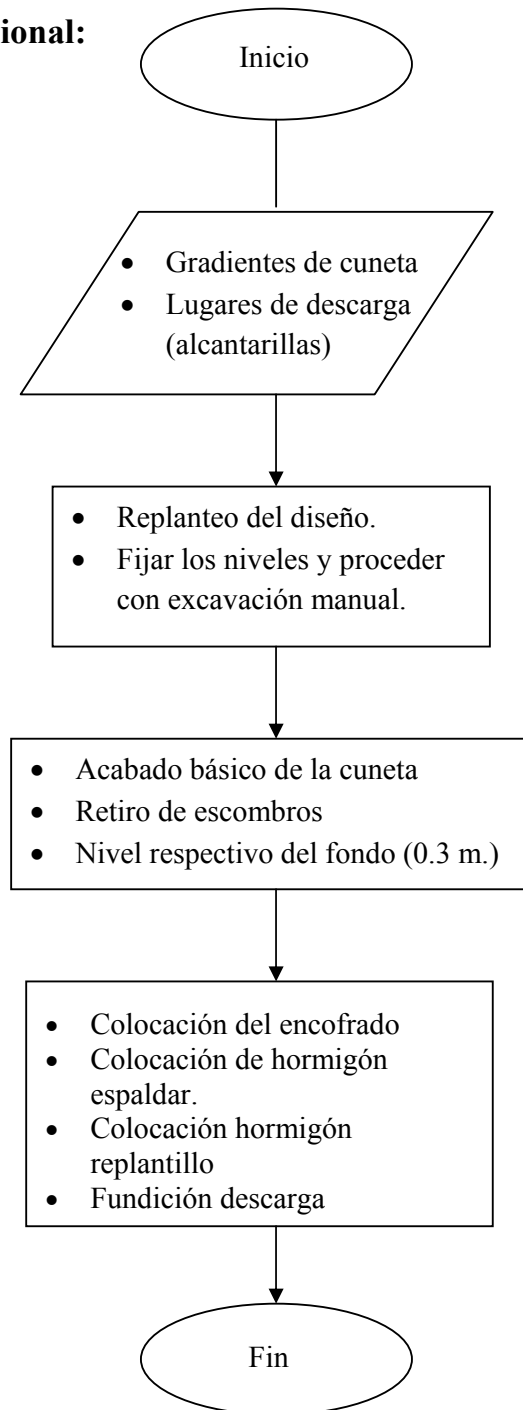 ional:
Inicio
• Gradientes de cuneta
• Lugares de descarga
(alcantarillas)
• Replanteo del diseño.
• Fijar los niveles y proceder
con excavación manual.
• Acabado básico de la cuneta
• Retiro de escombros
• Nivel respectivo del fondo (0.3 m.)
• Colocación del encofrado
• Colocación de hormigón
espaldar.
• Colocación hormigón
replantillo
• Fundición descarga
Fin